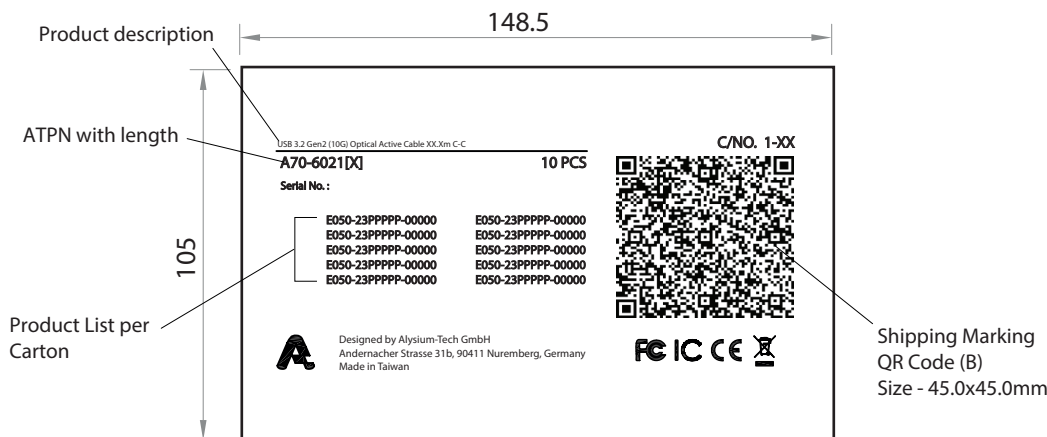 148.5
Product description
USB 3.2 Gen2 (10G) Optical Active Cable XX.Xm C-C
C/NO. 1-XX
ATPN with length
A70-6021[X] 10 PCS
Serial No. :
E050-23PPPPP-00000 E050-23PPPPP-00000
E050-23PPPPP-00000 E050-23PPPPP-00000
E050-23PPPPP-00000 E050-23PPPPP-00000
E050-23PPPPP-00000 E050-23PPPPP-00000
E050-23PPPPP-00000 E050-23PPPPP-00000
105
Product List per
Carton
Designed by Alysium-Tech GmbH
Andernacher Strasse 31b, 90411 Nuremberg, Germany
Made in Taiwan
FC IC CE
Shipping Marking
QR Code (B)
Size - 45.0x45.0mm